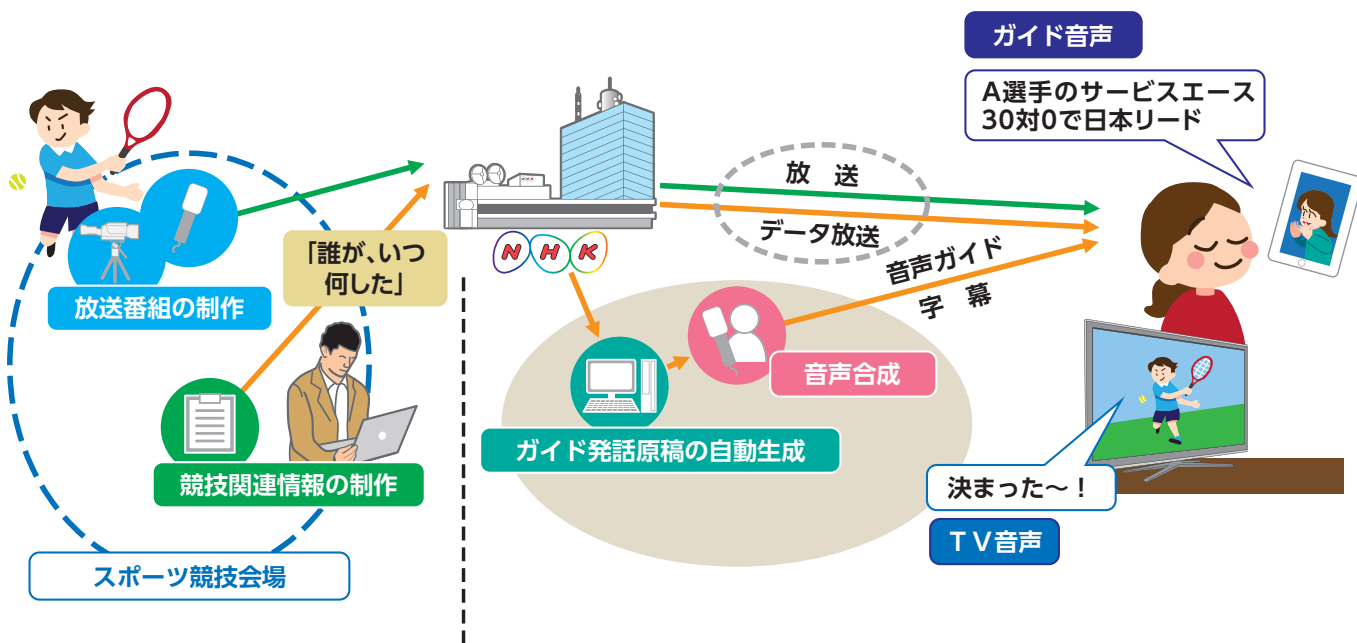 ガイド音声
A選手のサービスエース
30対0で日本リード
放 送
データ放送
NHK
「誰が、いつ
何した」
放送番組の制作
音声ガイド
字 幕
音声合成
ガイド発話原稿の自動生成
競技関連情報の制作
決まった～！
TV音声
スポーツ競技会場